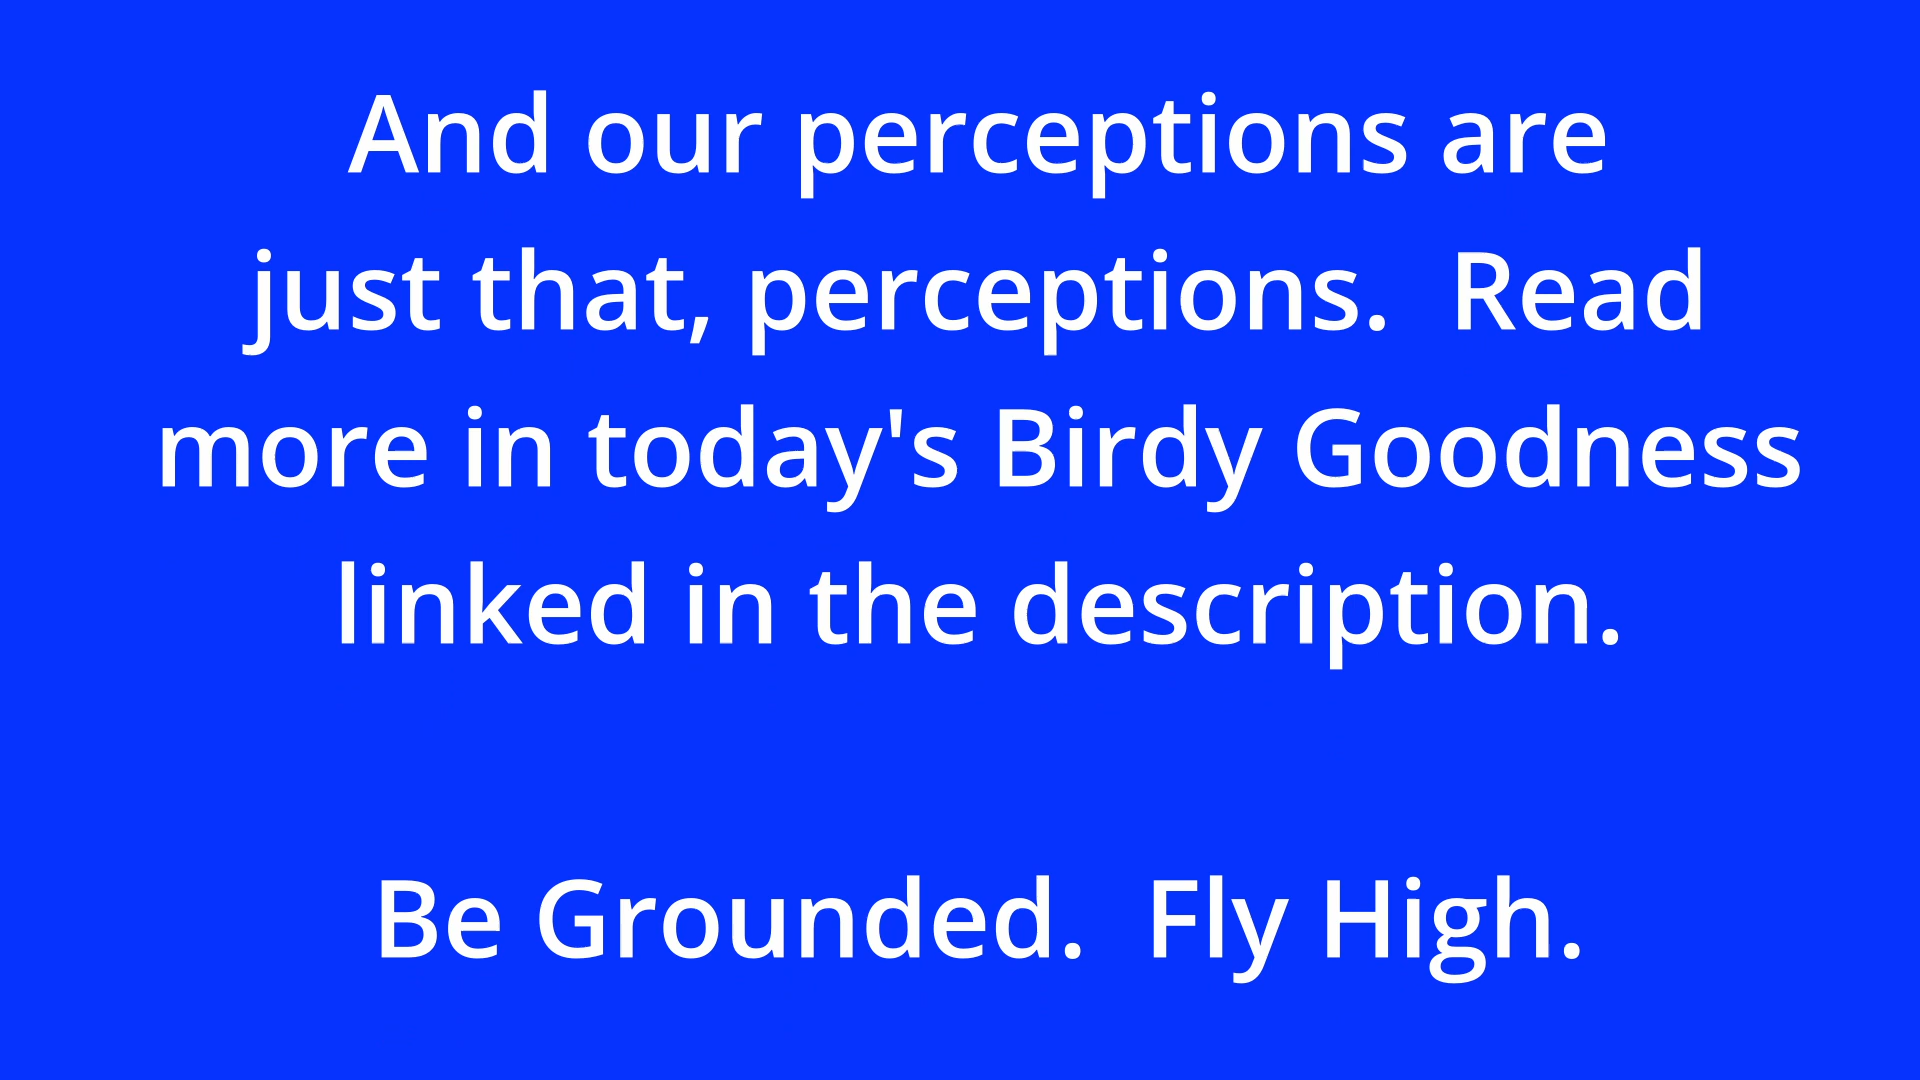 And our perceptions are
just that, perceptions.  Read
more in today's Birdy Goodness
linked in the description.
Be Grounded.  Fly High.